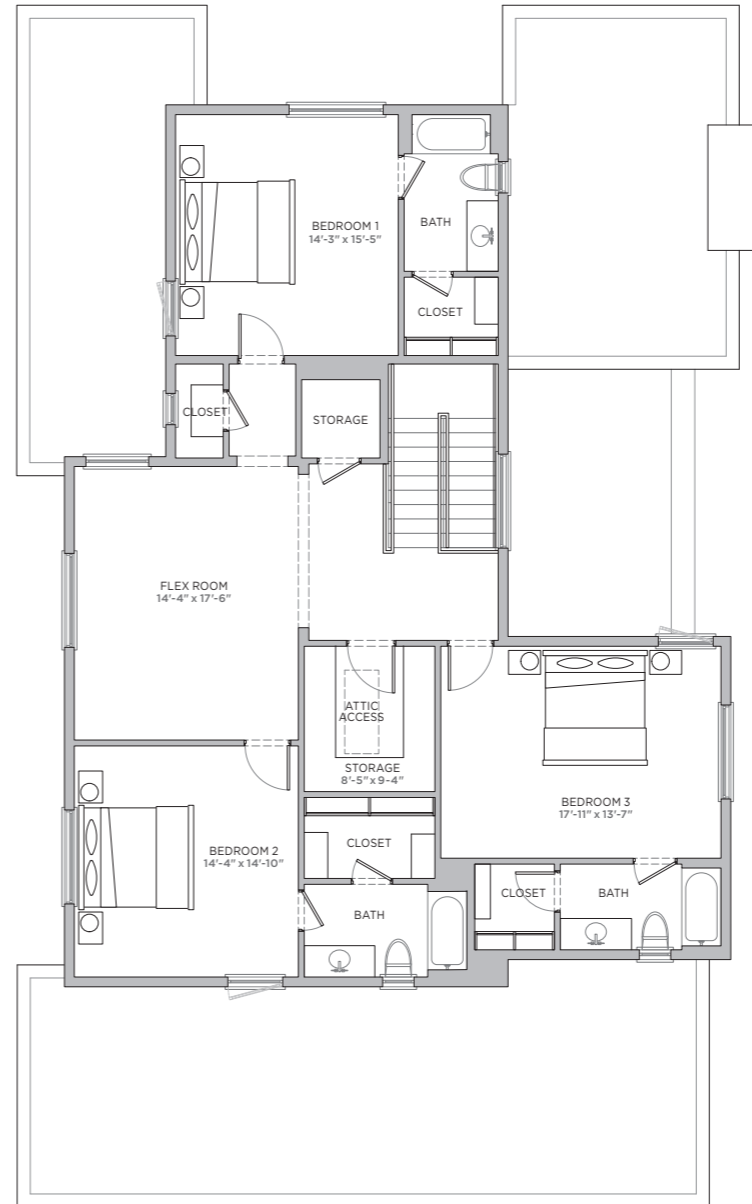 BEDROOM 1
14'-3" x 15'-5"
BATH
CLOSET
CLOSET
STORAGE
FLEX ROOM
14'-4" x 17'-6"
ATTIC
ACCESS
STORAGE
8'-5" x 9-4"
BEDROOM 3
17'-11" x 13'-7"
BEDROOM 2
14'-4" x 14'-10"
CLOSET
CLOSET
BATH
BATH